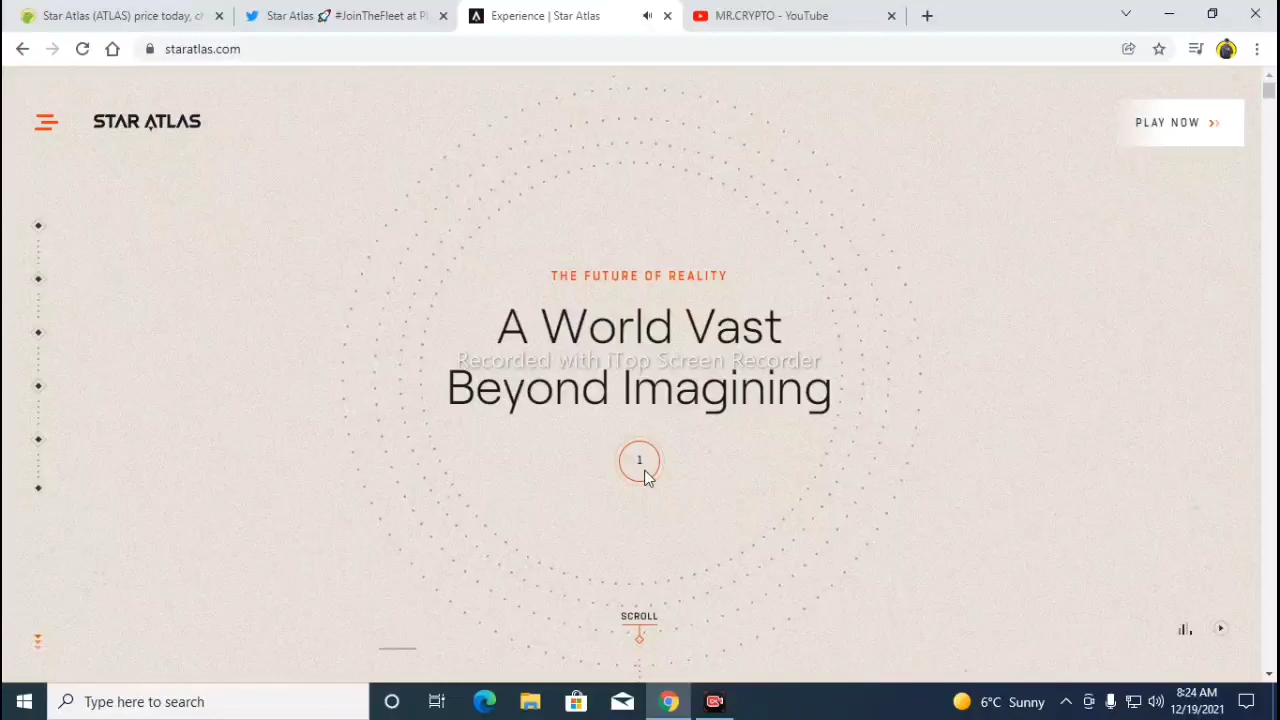 Star Atlas (ATLAS) price today, c
Star Atlas 🚀 #JoinTheFleet at Pl
Experience | Star Atlas
MR.CRYPTO - YouTube
staratlas.com
STAR ATLAS
PLAY NOW
THE FUTURE OF REALITY
A World Vast
Recorded with iTop Screen Recorder
Beyond Imagining
1
SCROLL
Type here to search
6°C Sunny
8:24 AM
12/19/2021